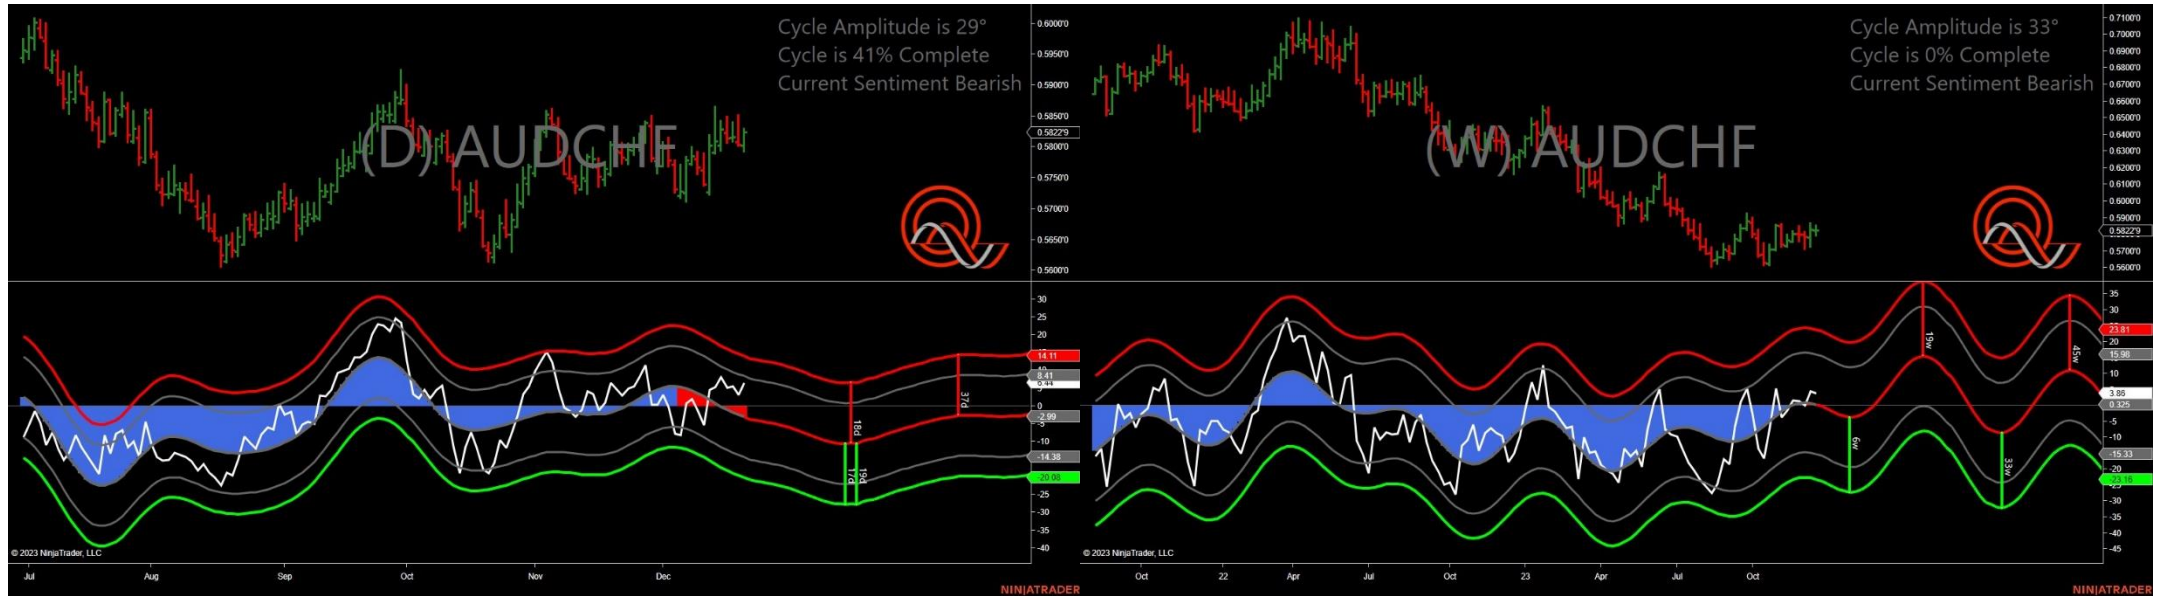 Cycle Amplitude is 29°
Cycle is 41% Complete
Current Sentiment Bearish
(D) AUDCHF
0.6000'0
0.5950'0
0.5900'0
0.5850'0
0.5822'9
0.5800'0
0.5750'0
0.5700'0
0.5650'0
0.5600'0
30
25
20
14.11
8.41
6.44
0
-2.99
-5
-10
-14.38
-20.08
-25
-30
-35
-40
18d
17d
19d
37d
© 2023 NinjaTrader, LLC
Jul Aug Sep Oct Nov Dec
NINJATRADER
Cycle Amplitude is 33°
Cycle is 0% Complete
Current Sentiment Bearish
(W) AUDCHF
0.7100'0
0.7000'0
0.6900'0
0.6800'0
0.6700'0
0.6600'0
0.6500'0
0.6400'0
0.6300'0
0.6200'0
0.6100'0
0.6000'0
0.5900'0
0.5822'9
0.5700'0
0.5600'0
35
30
23.81
15.98
10
3.86
0.325
-5
-10
-15.33
-20
-23.16
-30
-35
-40
-45
6w
19w
33w
45w
© 2023 NinjaTrader, LLC
Oct 22 Apr Jul Oct 23 Apr Jul Oct
NINJATRADER